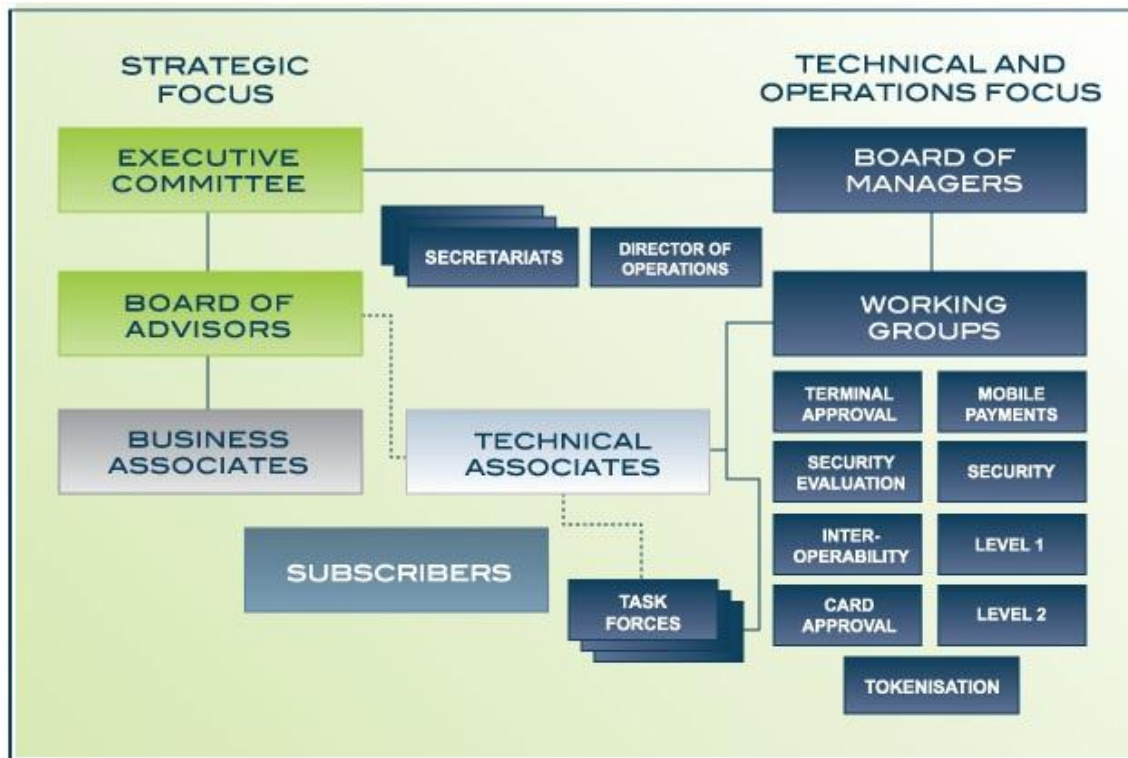 STRATEGIC
FOCUS
TECHNICAL AND
OPERATIONS FOCUS
EXECUTIVE
COMMITTEE
BOARD OF
MANAGERS
SECRETARIATS
DIRECTOR OF
OPERATIONS
BOARD OF
ADVISORS
WORKING
GROUPS
BUSINESS
ASSOCIATES
TECHNICAL
ASSOCIATES
TERMINAL
APPROVAL
MOBILE
PAYMENTS
SECURITY
EVALUATION
SECURITY
INTER-
OPERABILITY
LEVEL 1
SUBSCRIBERS
TASK
FORCES
CARD
APPROVAL
LEVEL 2
TOKENISATION